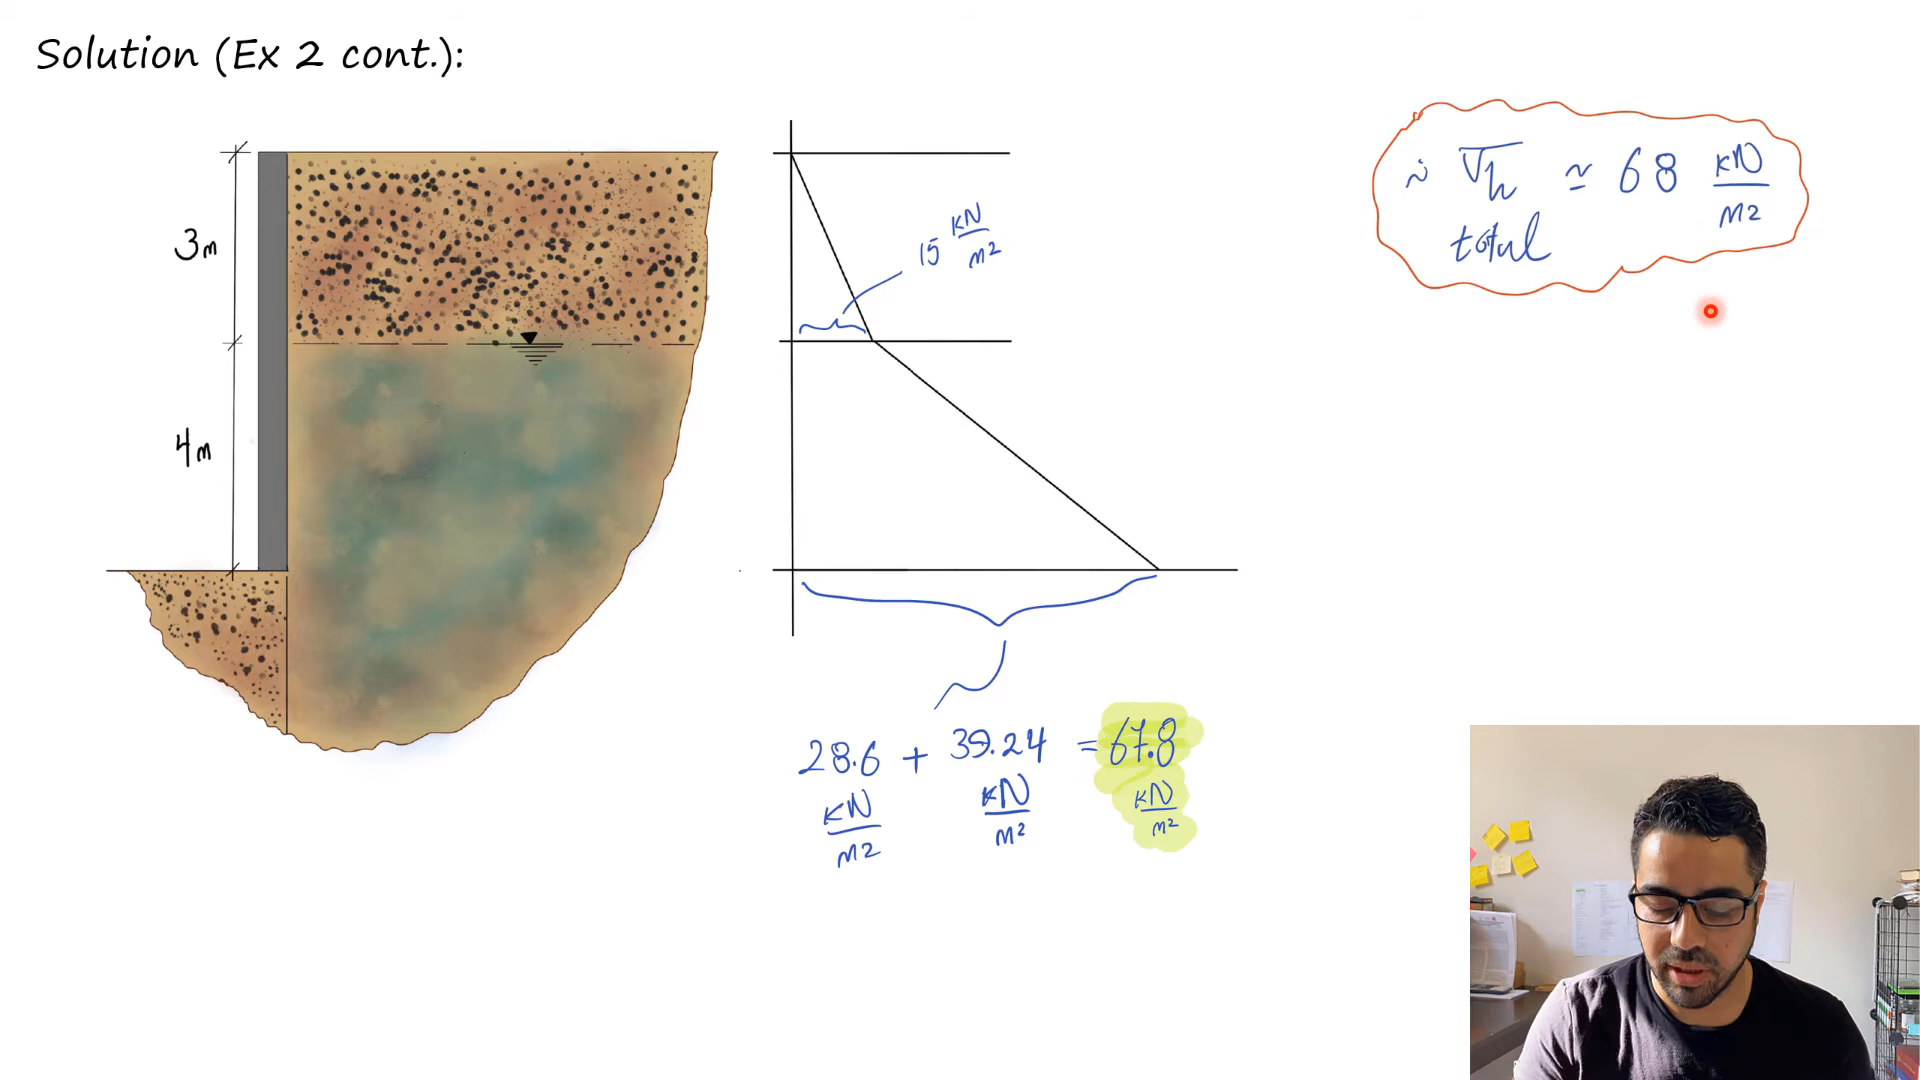 Solution (Ex 2 cont.):
3m
4m
15 kN/m2
∴ σh total ≃ 68 kN/m2
28.6 kN/m2 + 39.24 kN/m2 = 67.8 kN/m2